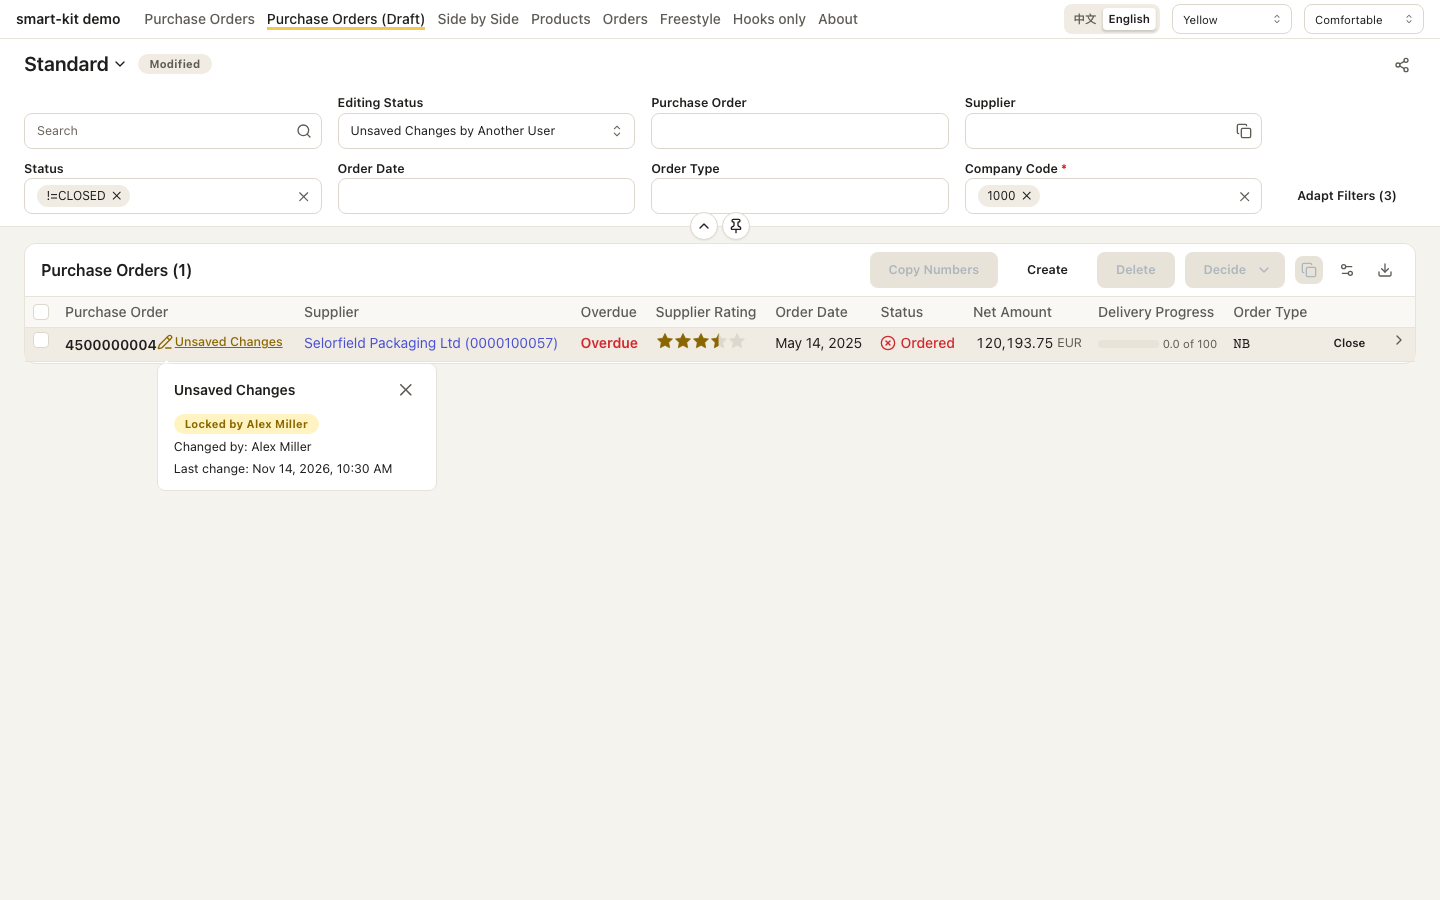 smart-kit demo Purchase Orders Purchase Orders (Draft) Side by Side Products Orders Freestyle Hooks only About 中文 English Yellow Comfortable
Standard Modified
Editing Status Purchase Order Supplier
Search Unsaved Changes by Another User
Status Order Date Order Type Company Code *
!=CLOSED 1000 Adapt Filters (3)
Purchase Orders (1) Copy Numbers Create Delete Decide
Purchase Order Supplier Overdue Supplier Rating Order Date Status Net Amount Delivery Progress Order Type
4500000004 Unsaved Changes Selorfield Packaging Ltd (0000100057) Overdue May 14, 2025 Ordered 120,193.75 EUR 0.0 of 100 NB Close
Unsaved Changes
Locked by Alex Miller
Changed by: Alex Miller
Last change: Nov 14, 2026, 10:30 AM